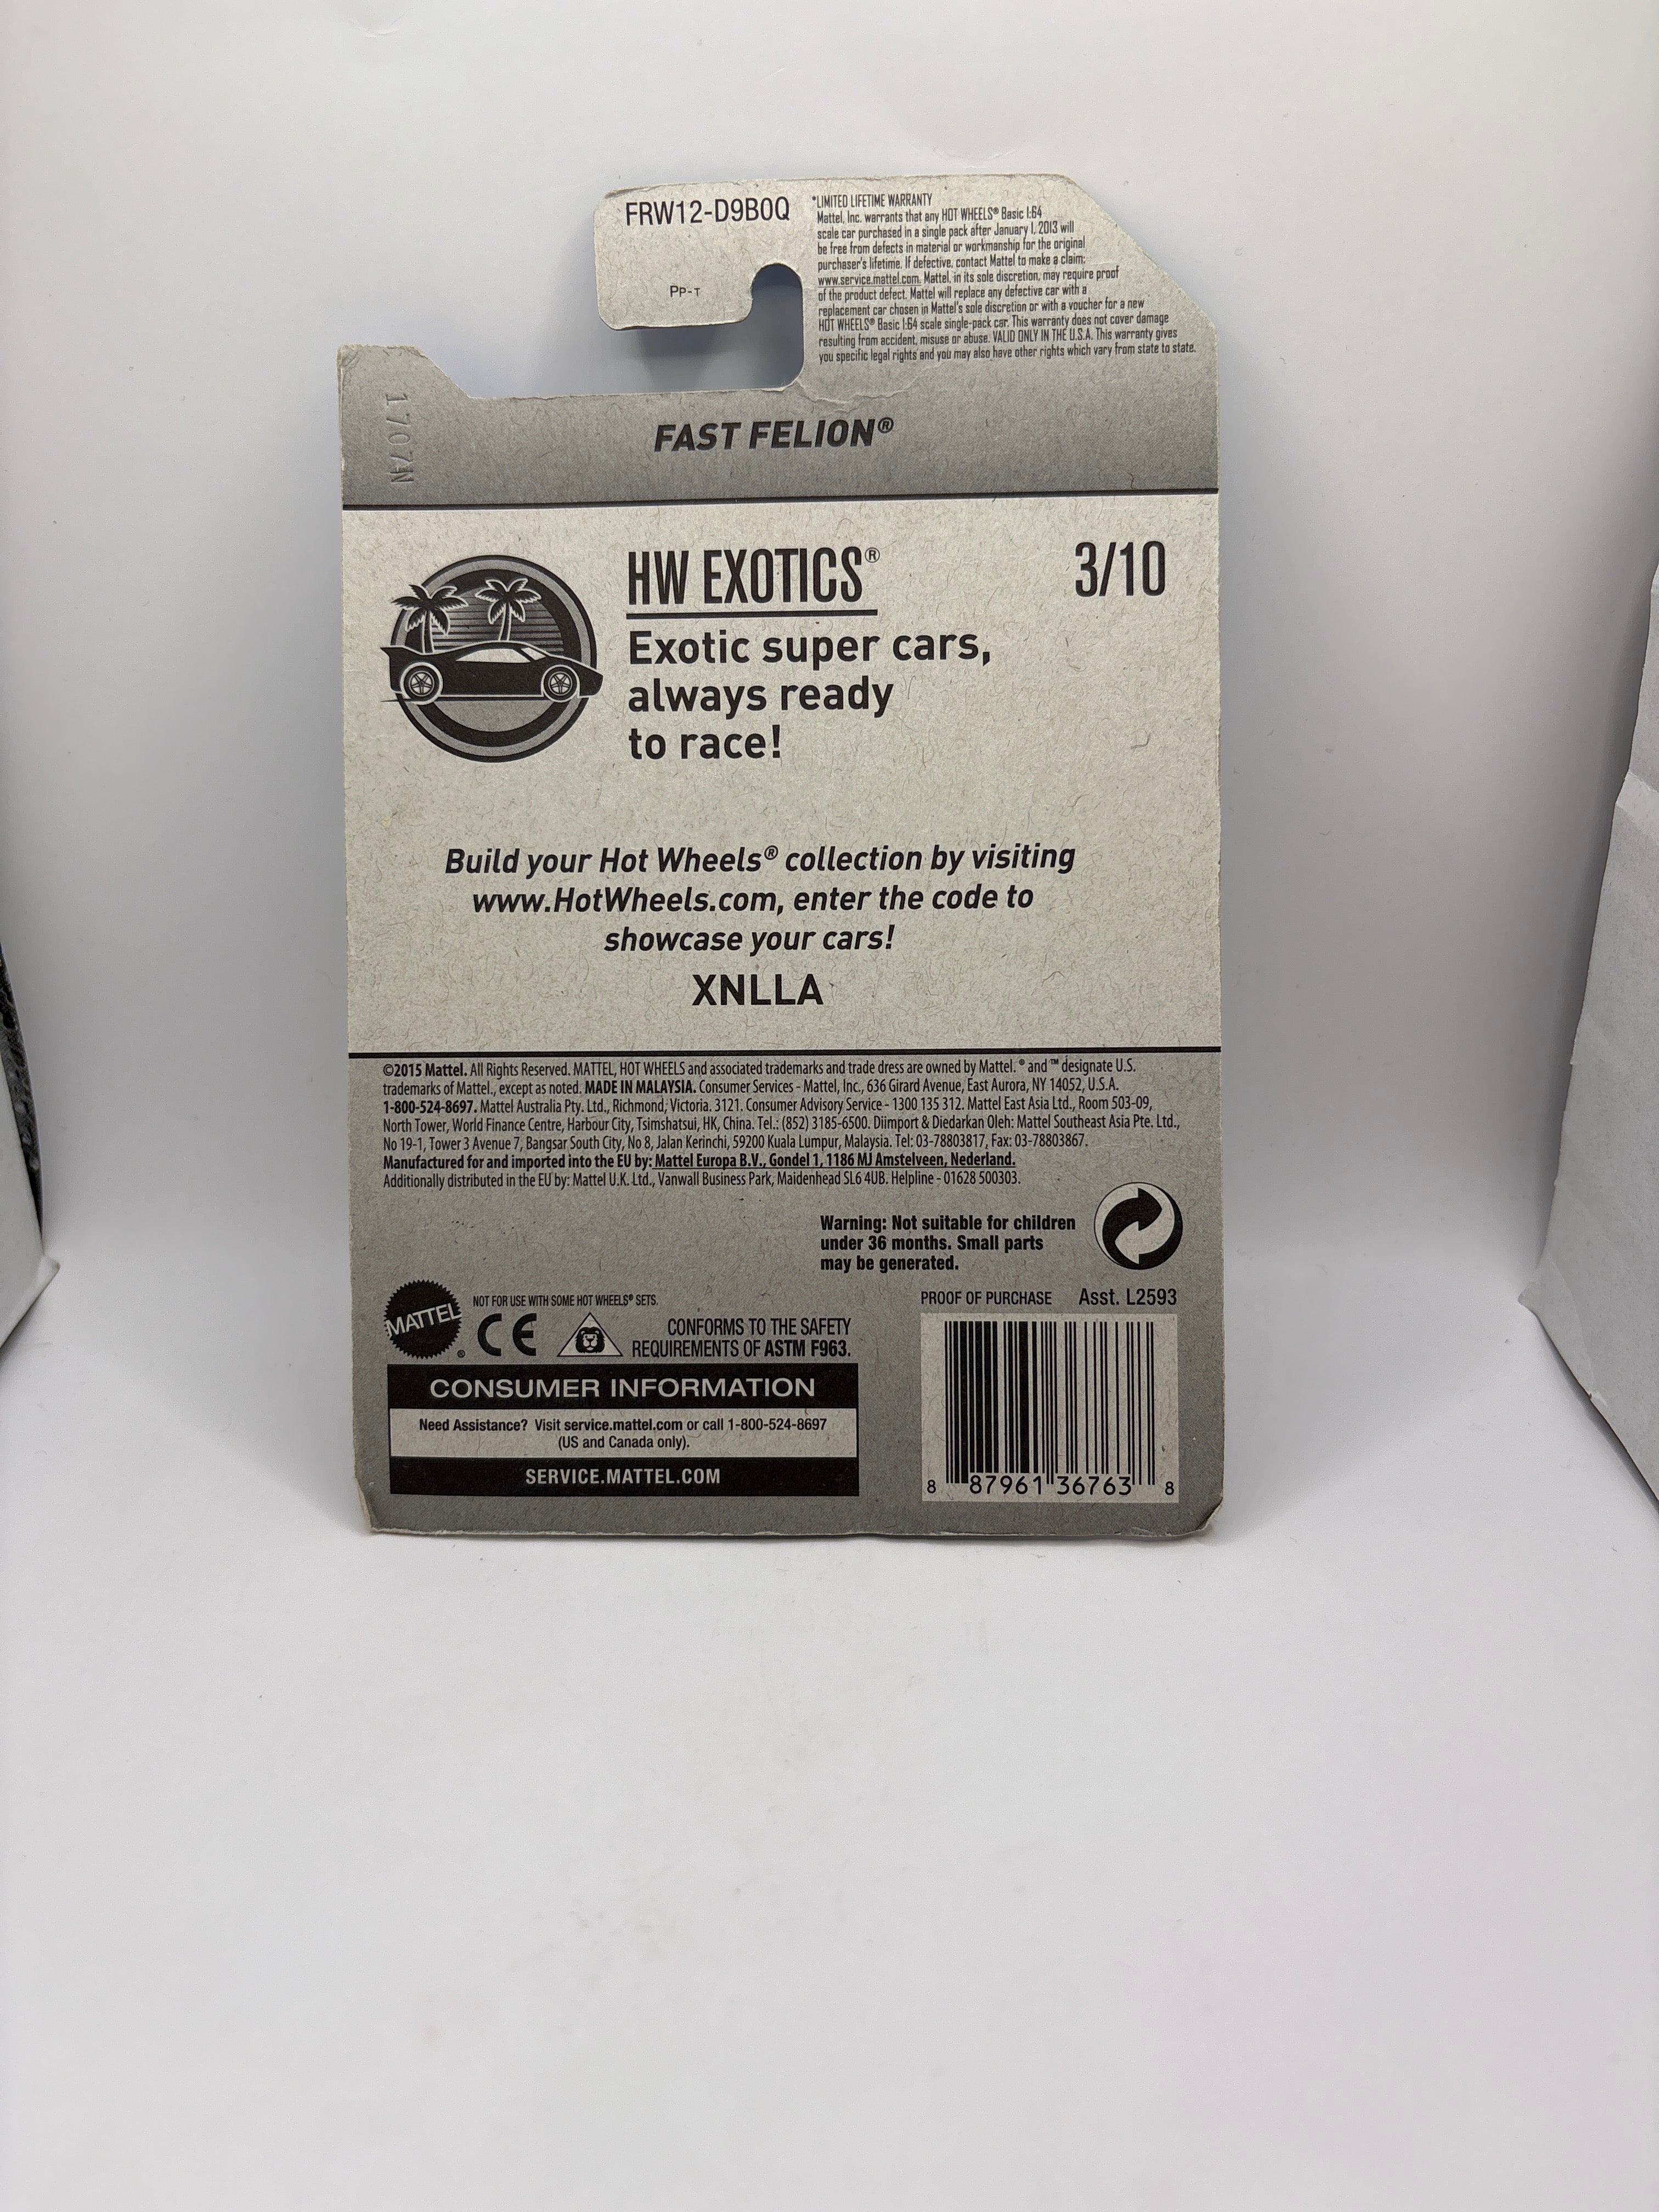 FRW12-D9B0Q
PP-T
*LIMITED LIFETIME WARRANTY
Mattel, Inc. warrants that any HOT WHEELS® Basic 1:64
scale car purchased in a single pack after January 1, 2013 will
be free from defects in material or workmanship for the original
purchaser's lifetime. If defective, contact Mattel to make a claim:
www.service.mattel.com. Mattel, in its sole discretion, may require proof
of the product defect. Mattel will replace any defective car with a
replacement car chosen in Mattel's sole discretion or with a voucher for a new
HOT WHEELS® Basic 1:64 scale single-pack car. This warranty does not cover damage
resulting from accident, misuse or abuse. VALID ONLY IN THE U.S.A. This warranty gives
you specific legal rights and you may also have other rights which vary from state to state.
1707N
FAST FELION®
HW EXOTICS®
3/10
Exotic super cars,
always ready
to race!
Build your Hot Wheels® collection by visiting
www.HotWheels.com, enter the code to
showcase your cars!
XNLLA
©2015 Mattel. All Rights Reserved. MATTEL, HOT WHEELS and associated trademarks and trade dress are owned by Mattel. ® and ™ designate U.S.
trademarks of Mattel., except as noted. MADE IN MALAYSIA. Consumer Services - Mattel, Inc., 636 Girard Avenue, East Aurora, NY 14052, U.S.A.
1-800-524-8697. Mattel Australia Pty. Ltd., Richmond, Victoria. 3121. Consumer Advisory Service - 1300 135 312. Mattel East Asia Ltd., Room 503-09,
North Tower, World Finance Centre, Harbour City, Tsimshatsui, HK, China. Tel.: (852) 3185-6500. Diimport & Diedarkan Oleh: Mattel Southeast Asia Pte. Ltd.,
No 19-1, Tower 3 Avenue 7, Bangsar South City, No 8, Jalan Kerinchi, 59200 Kuala Lumpur, Malaysia. Tel: 03-78803817, Fax: 03-78803867.
Manufactured for and imported into the EU by: Mattel Europa B.V., Gondel 1, 1186 MJ Amstelveen, Nederland.
Additionally distributed in the EU by: Mattel U.K. Ltd., Vanwall Business Park, Maidenhead SL6 4UB. Helpline - 01628 500303.
Warning: Not suitable for children
under 36 months. Small parts
may be generated.
MATTEL®
NOT FOR USE WITH SOME HOT WHEELS® SETS.
CE
CONFORMS TO THE SAFETY
REQUIREMENTS OF ASTM F963.
CONSUMER INFORMATION
Need Assistance? Visit service.mattel.com or call 1-800-524-8697
(US and Canada only).
SERVICE.MATTEL.COM
PROOF OF PURCHASE Asst. L2593
8 87961 36763 8